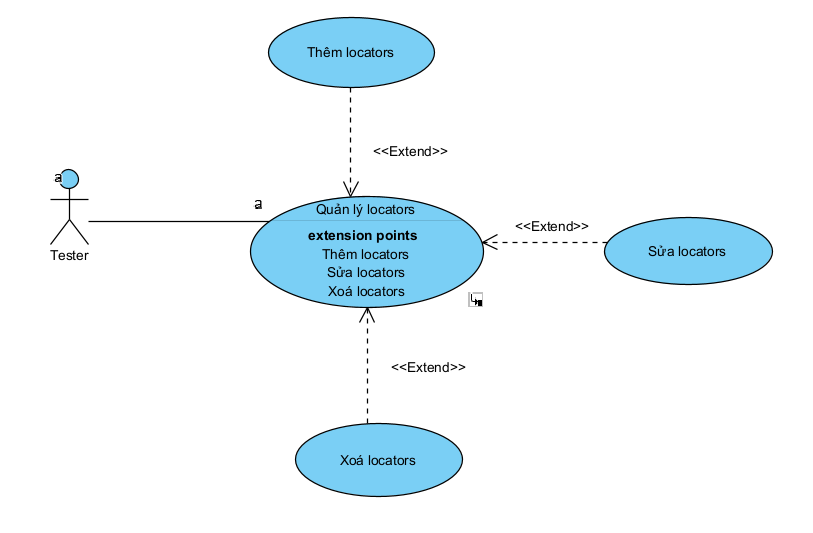 Thêm locators
<<Extend>>
a
a
Tester
Quản lý locators
extension points
Thêm locators
Sửa locators
Xoá locators
<<Extend>>
Sửa locators
<<Extend>>
Xoá locators